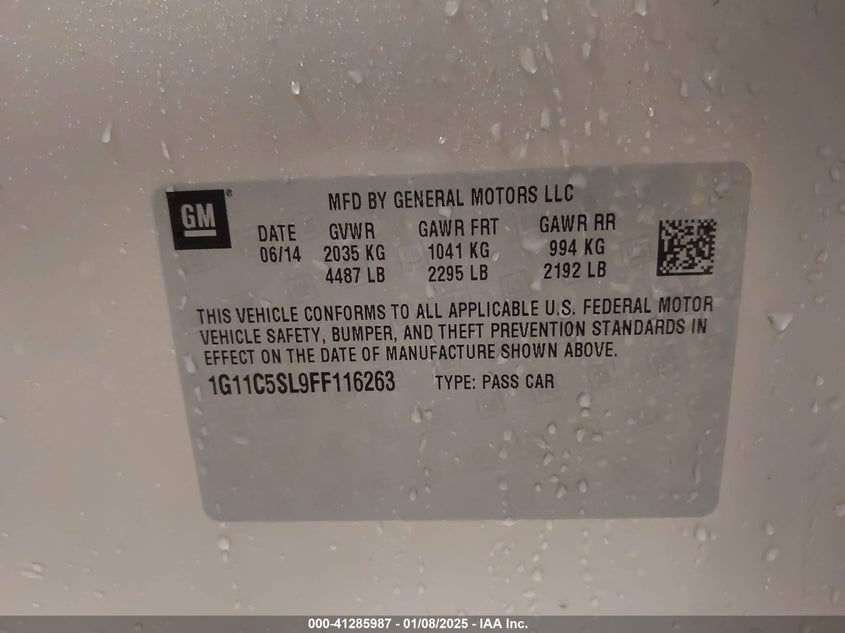 GM®
MFD BY GENERAL MOTORS LLC
DATE GVWR GAWR FRT GAWR RR
06/14 2035 KG 1041 KG 994 KG
4487 LB 2295 LB 2192 LB
THIS VEHICLE CONFORMS TO ALL APPLICABLE U.S. FEDERAL MOTOR
VEHICLE SAFETY, BUMPER, AND THEFT PREVENTION STANDARDS IN
EFFECT ON THE DATE OF MANUFACTURE SHOWN ABOVE.
1G11C5SL9FF116263 TYPE: PASS CAR
000-41285987 - 01/08/2025 - IAA Inc.